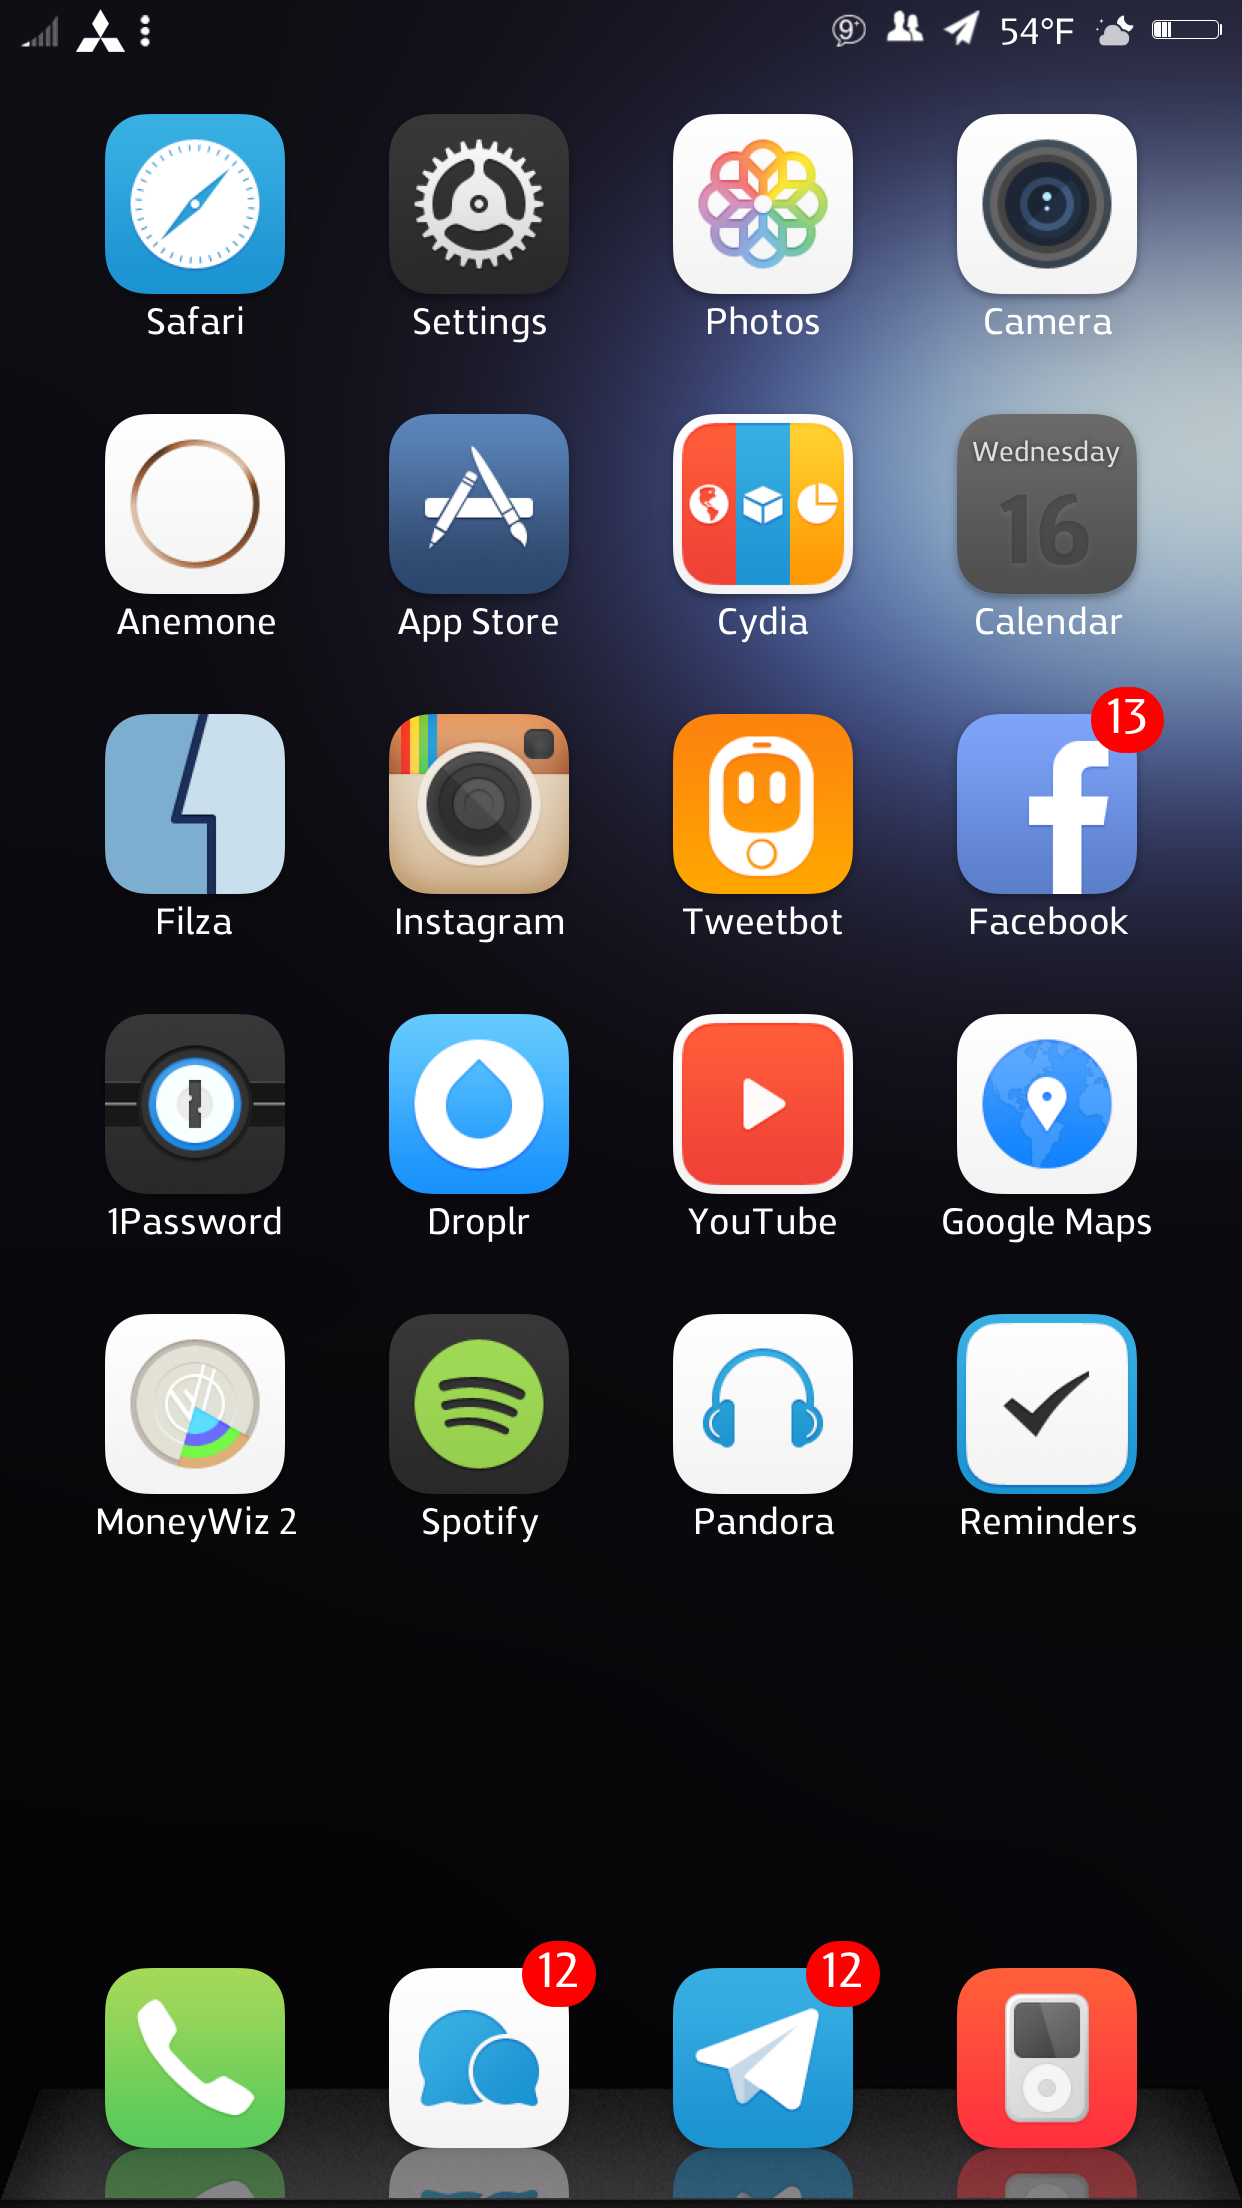 9+ 54°F
Safari Settings Photos Camera
Wednesday
16
Anemone App Store Cydia Calendar
13
Filza Instagram Tweetbot Facebook
1Password Droplr YouTube Google Maps
MoneyWiz 2 Spotify Pandora Reminders
12 12